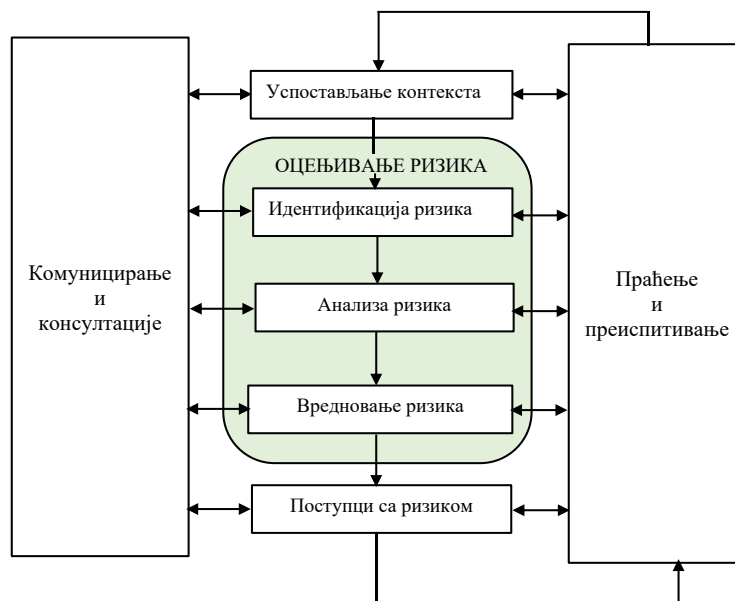 Успостављање контекста
ОЦЕЊИВАЊЕ РИЗИКА
Идентификација ризика
Комуницирање
и
консултације
Анализа ризика
Праћење
и
преиспитивање
Вредновање ризика
Поступци са ризиком